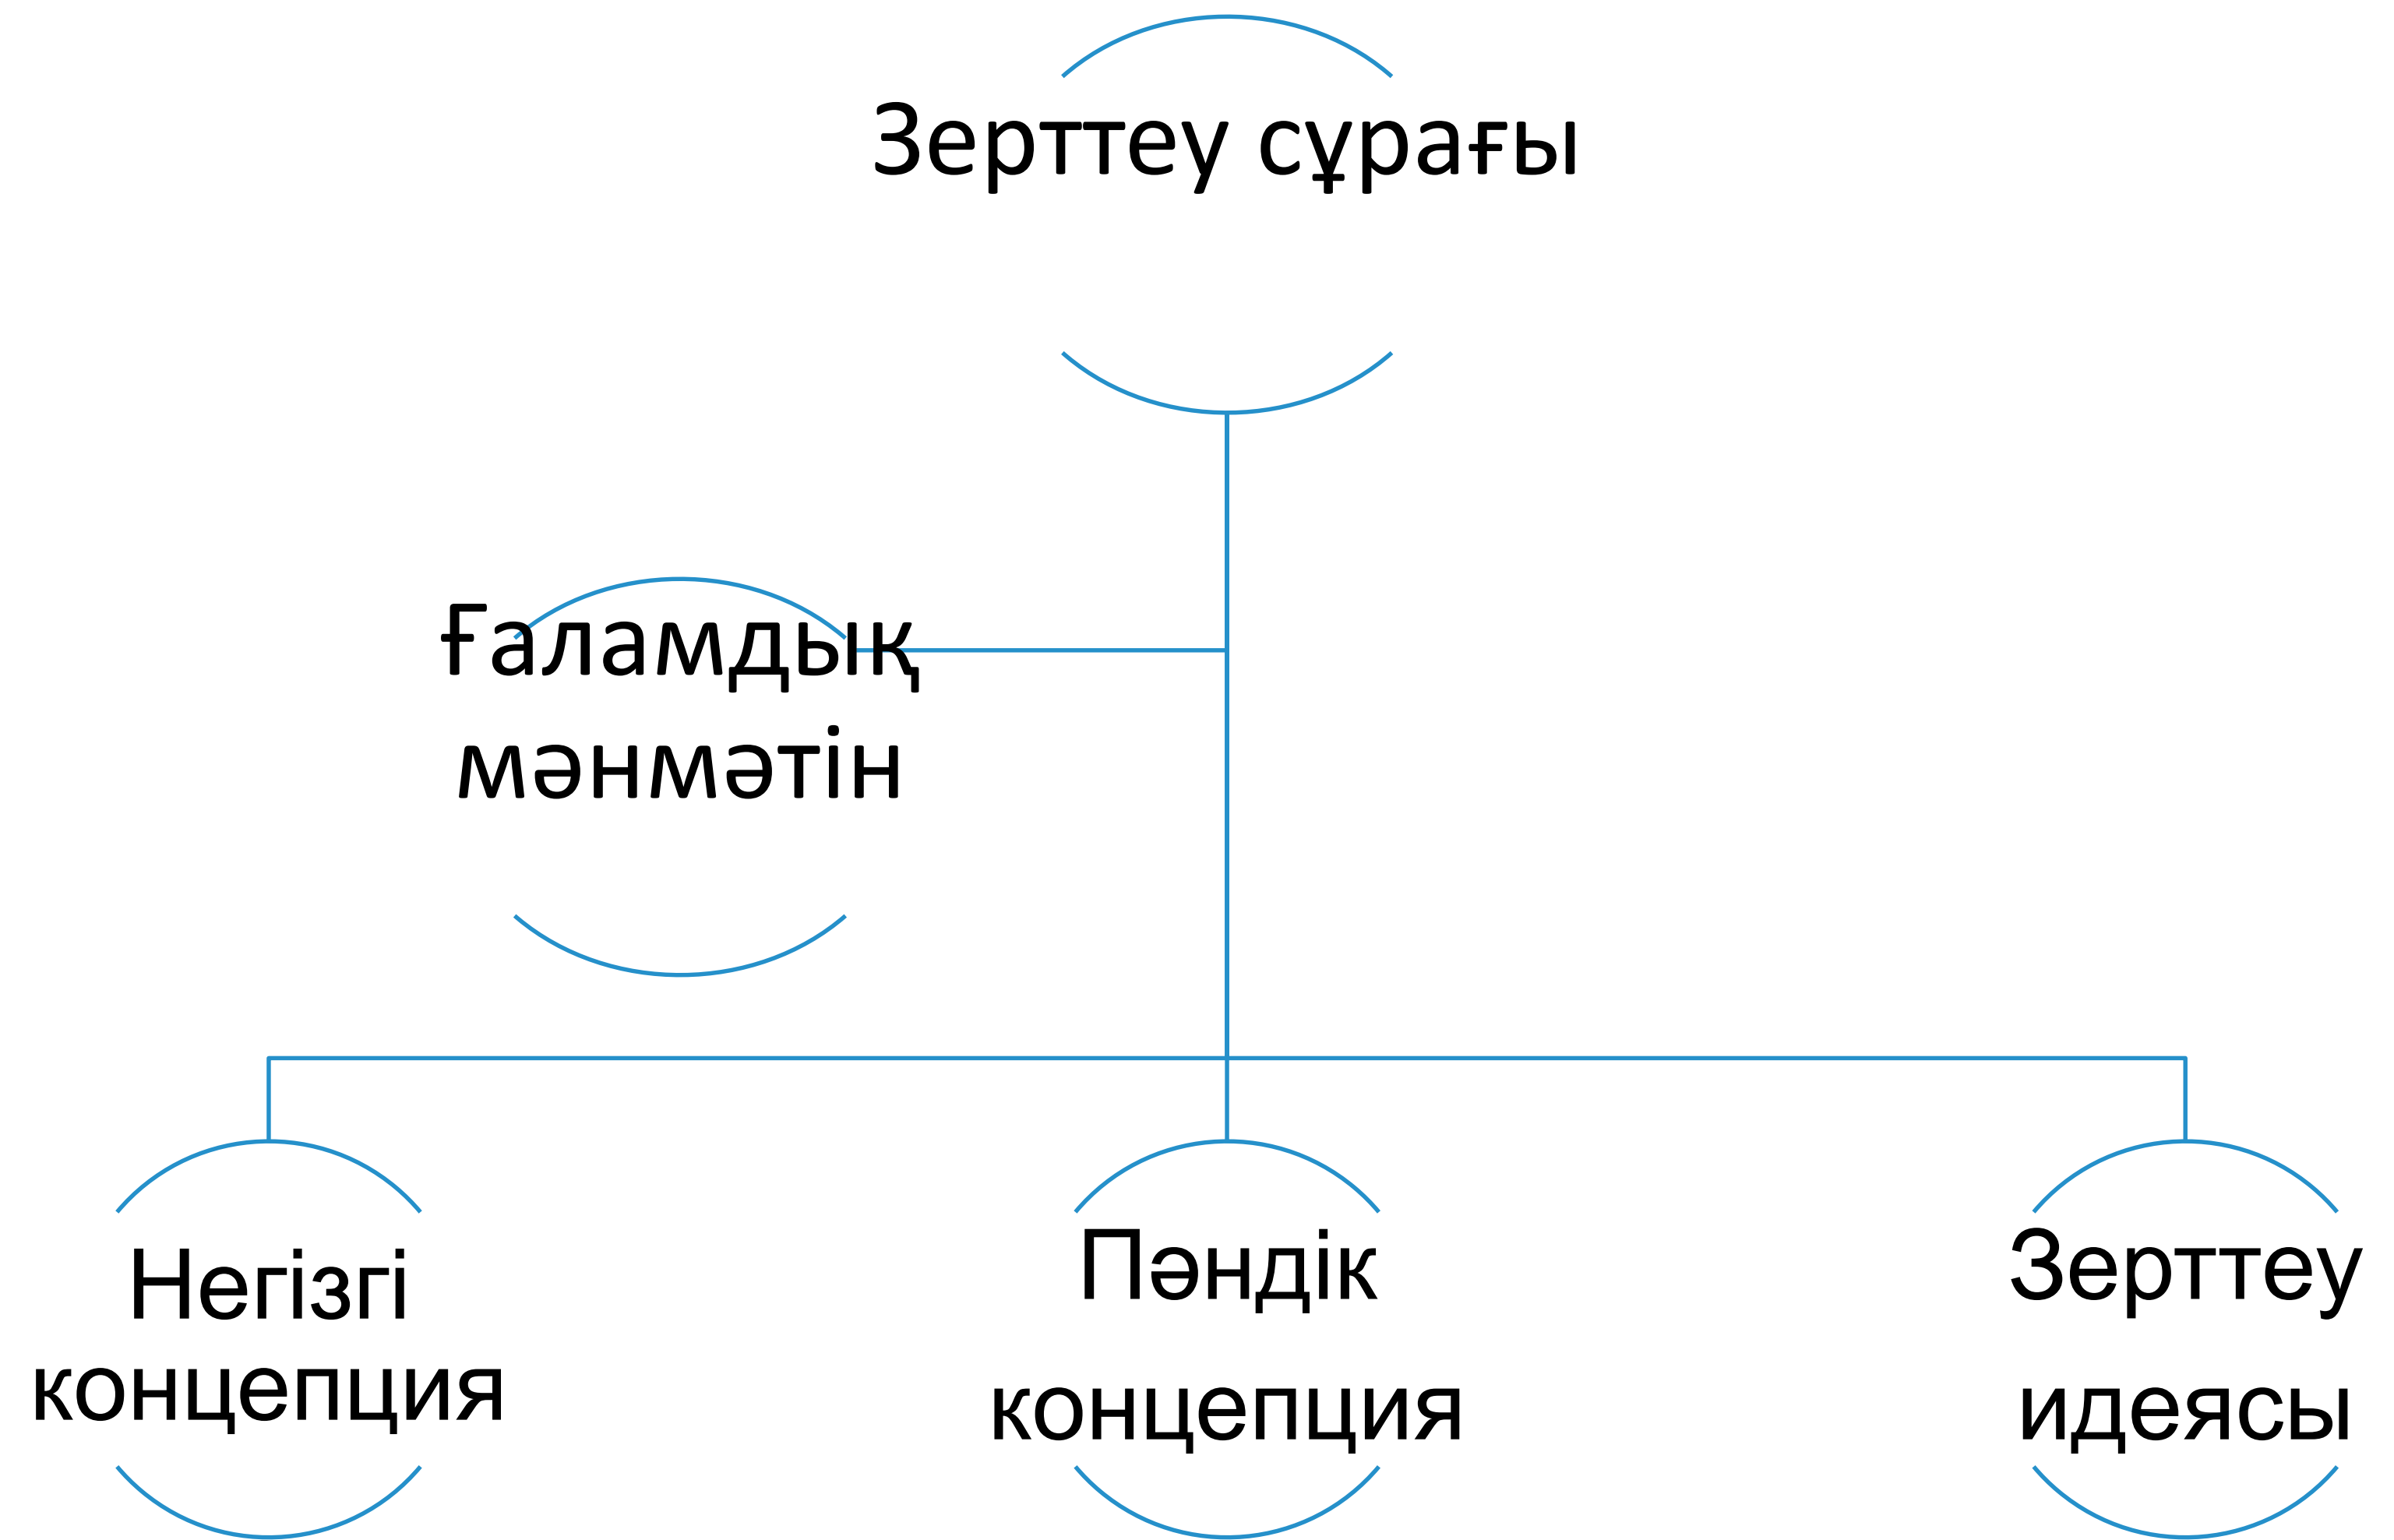 Зерттеу сұрағы
Ғаламдық
мәнмәтін
Негізгі
концепция
Пәндік
концепция
Зерттеу
идеясы